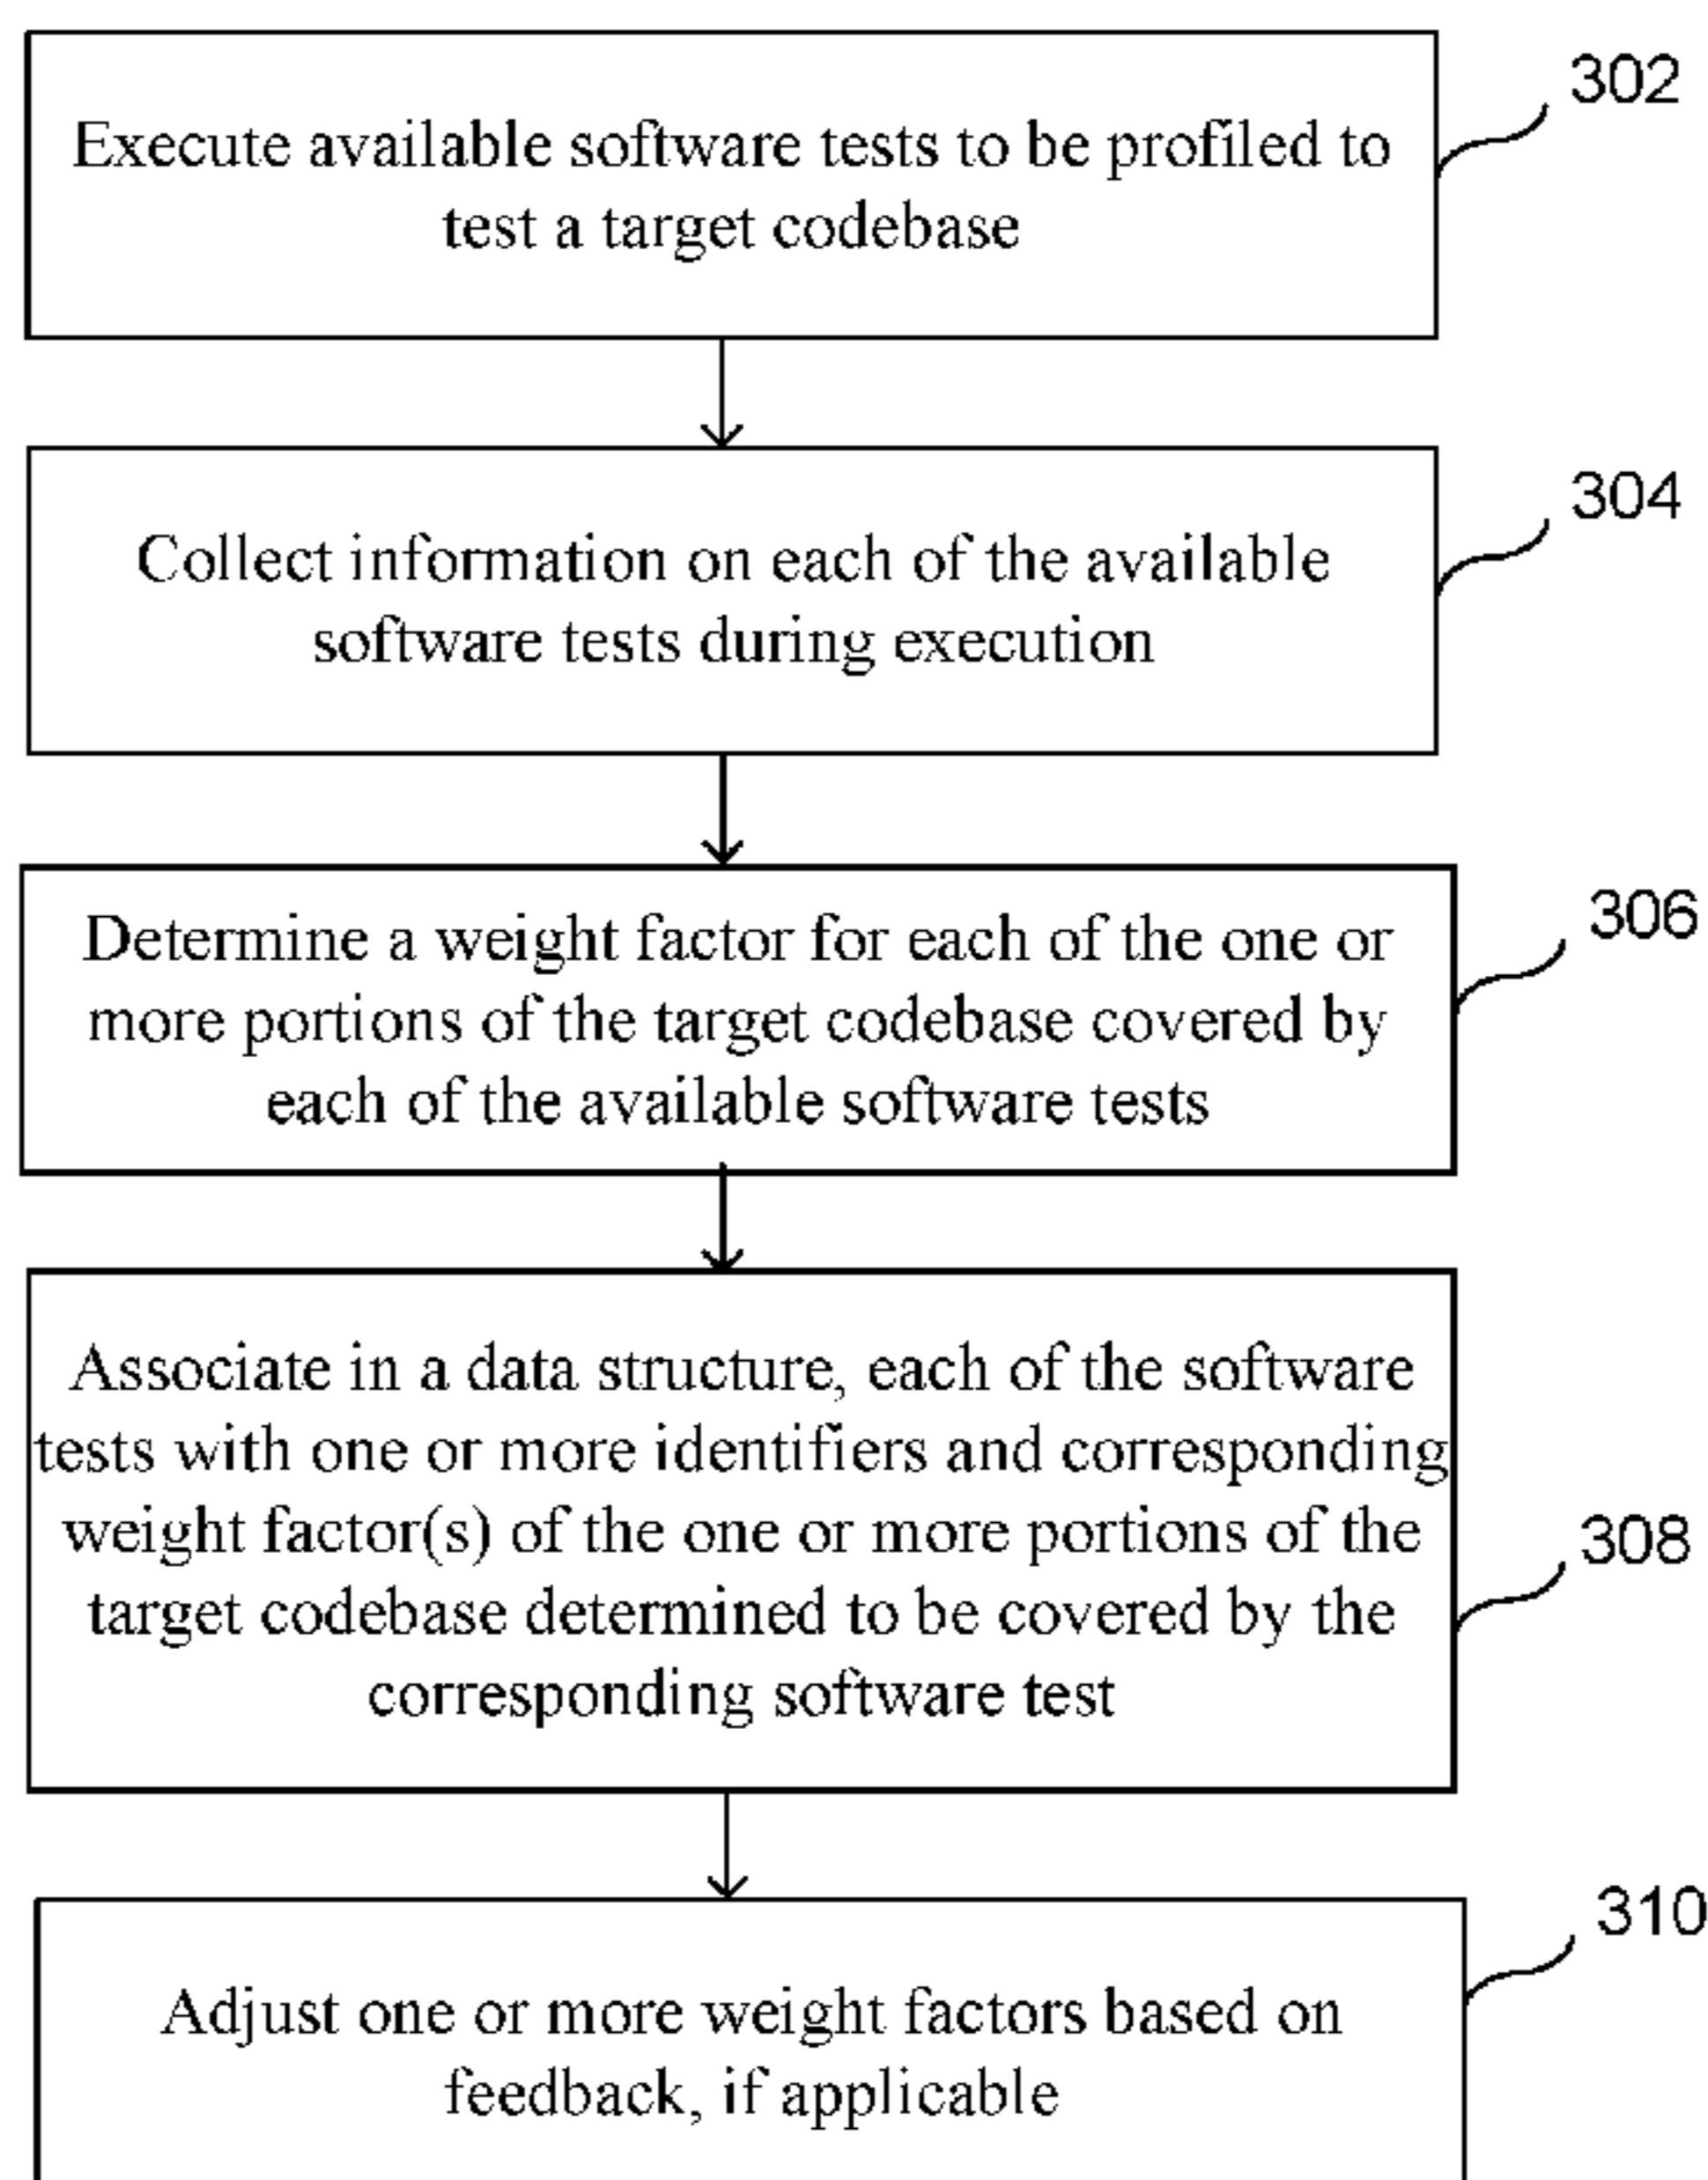 302
Execute available software tests to be profiled to
test a target codebase
304
Collect information on each of the available
software tests during execution
306
Determine a weight factor for each of the one or
more portions of the target codebase covered by
each of the available software tests
Associate in a data structure, each of the software
tests with one or more identifiers and corresponding
weight factor(s) of the one or more portions of the
308
target codebase determined to be covered by the
corresponding software test
310
Adjust one or more weight factors based on
feedback, if applicable